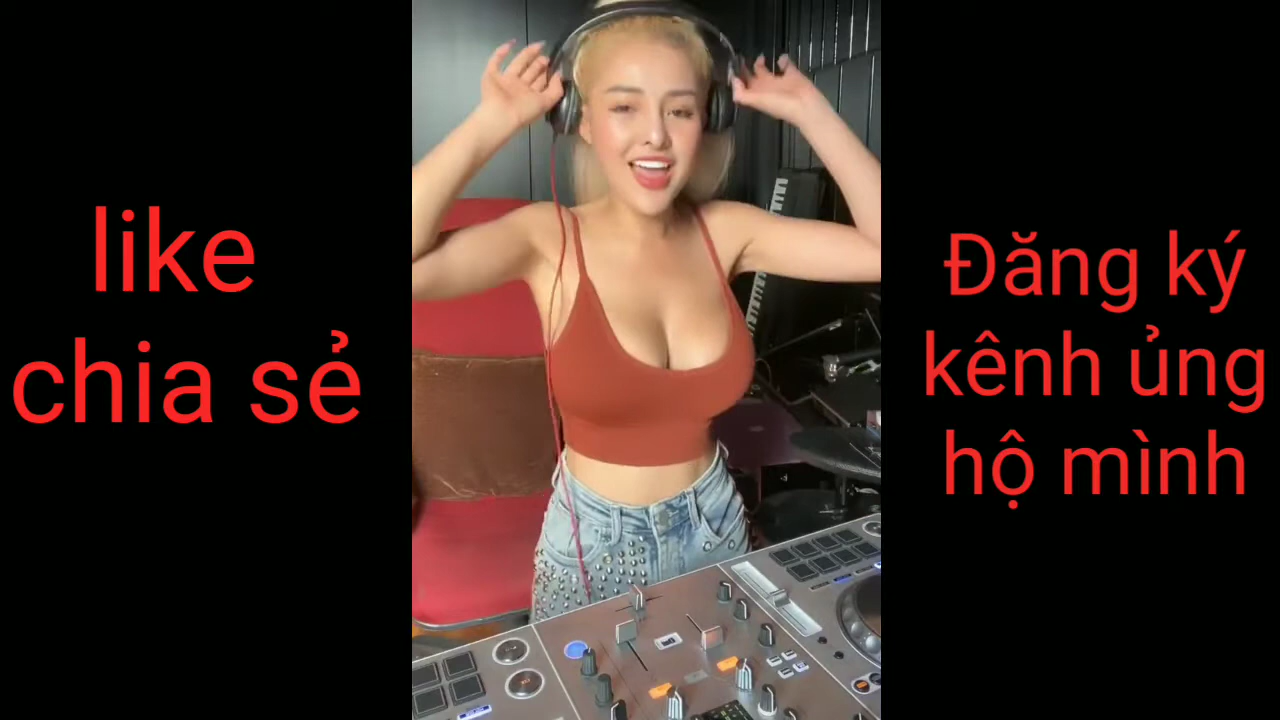 like
chia sẻ
Đăng ký
kênh ủng
hộ mình